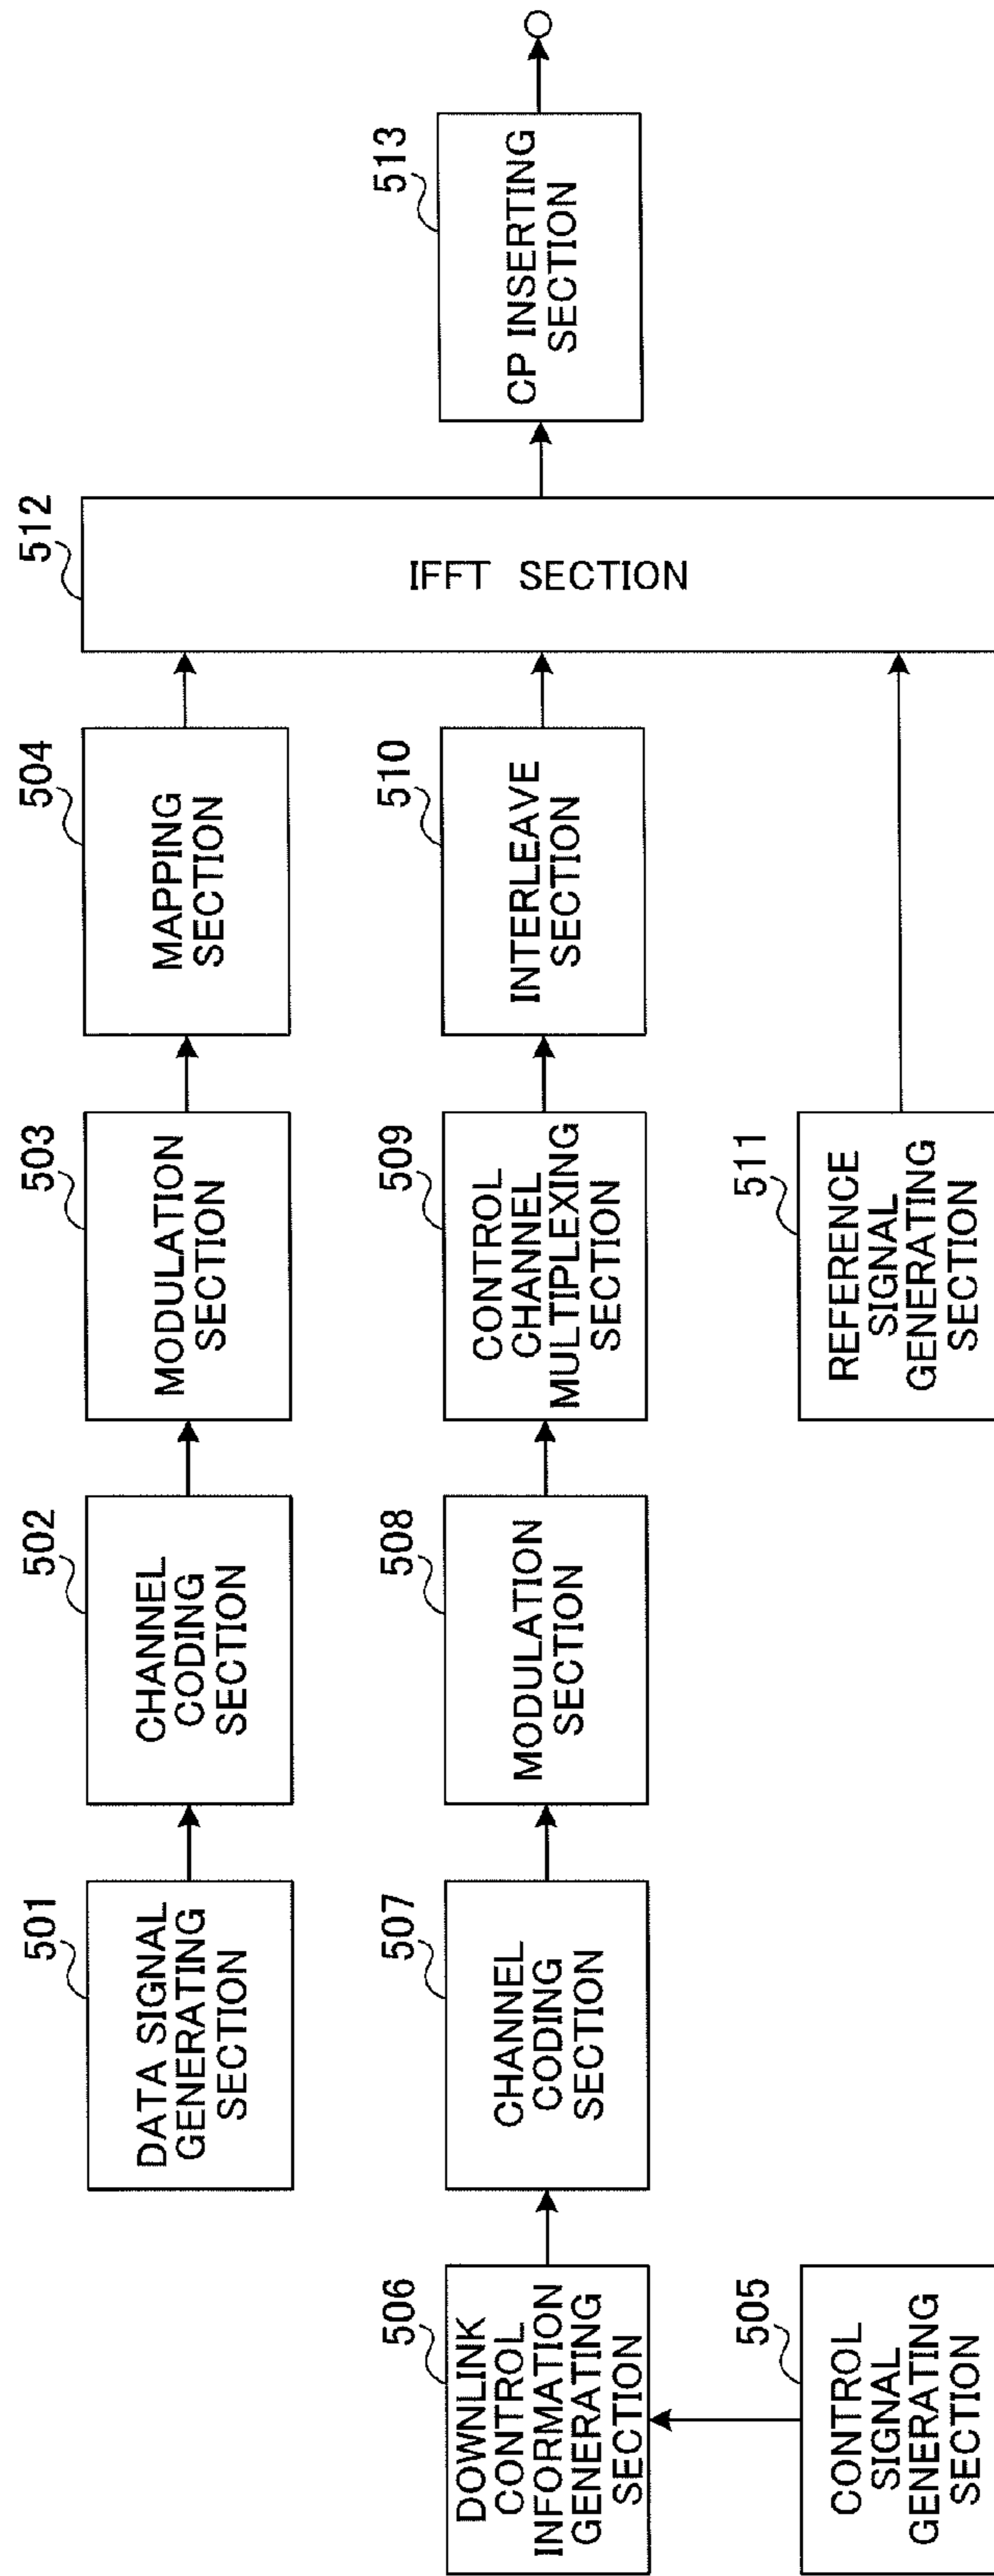 501
DATA SIGNAL
GENERATING
SECTION
502
CHANNEL
CODING
SECTION
503
MODULATION
SECTION
504
MAPPING
SECTION
506
DOWNLINK
CONTROL
INFORMATION
GENERATING
SECTION
507
CHANNEL
CODING
SECTION
508
MODULATION
SECTION
509
CONTROL
CHANNEL
MULTIPLEXING
SECTION
510
INTERLEAVE
SECTION
505
CONTROL
SIGNAL
GENERATING
SECTION
511
REFERENCE
SIGNAL
GENERATING
SECTION
512
IFFT SECTION
513
CP INSERTING
SECTION